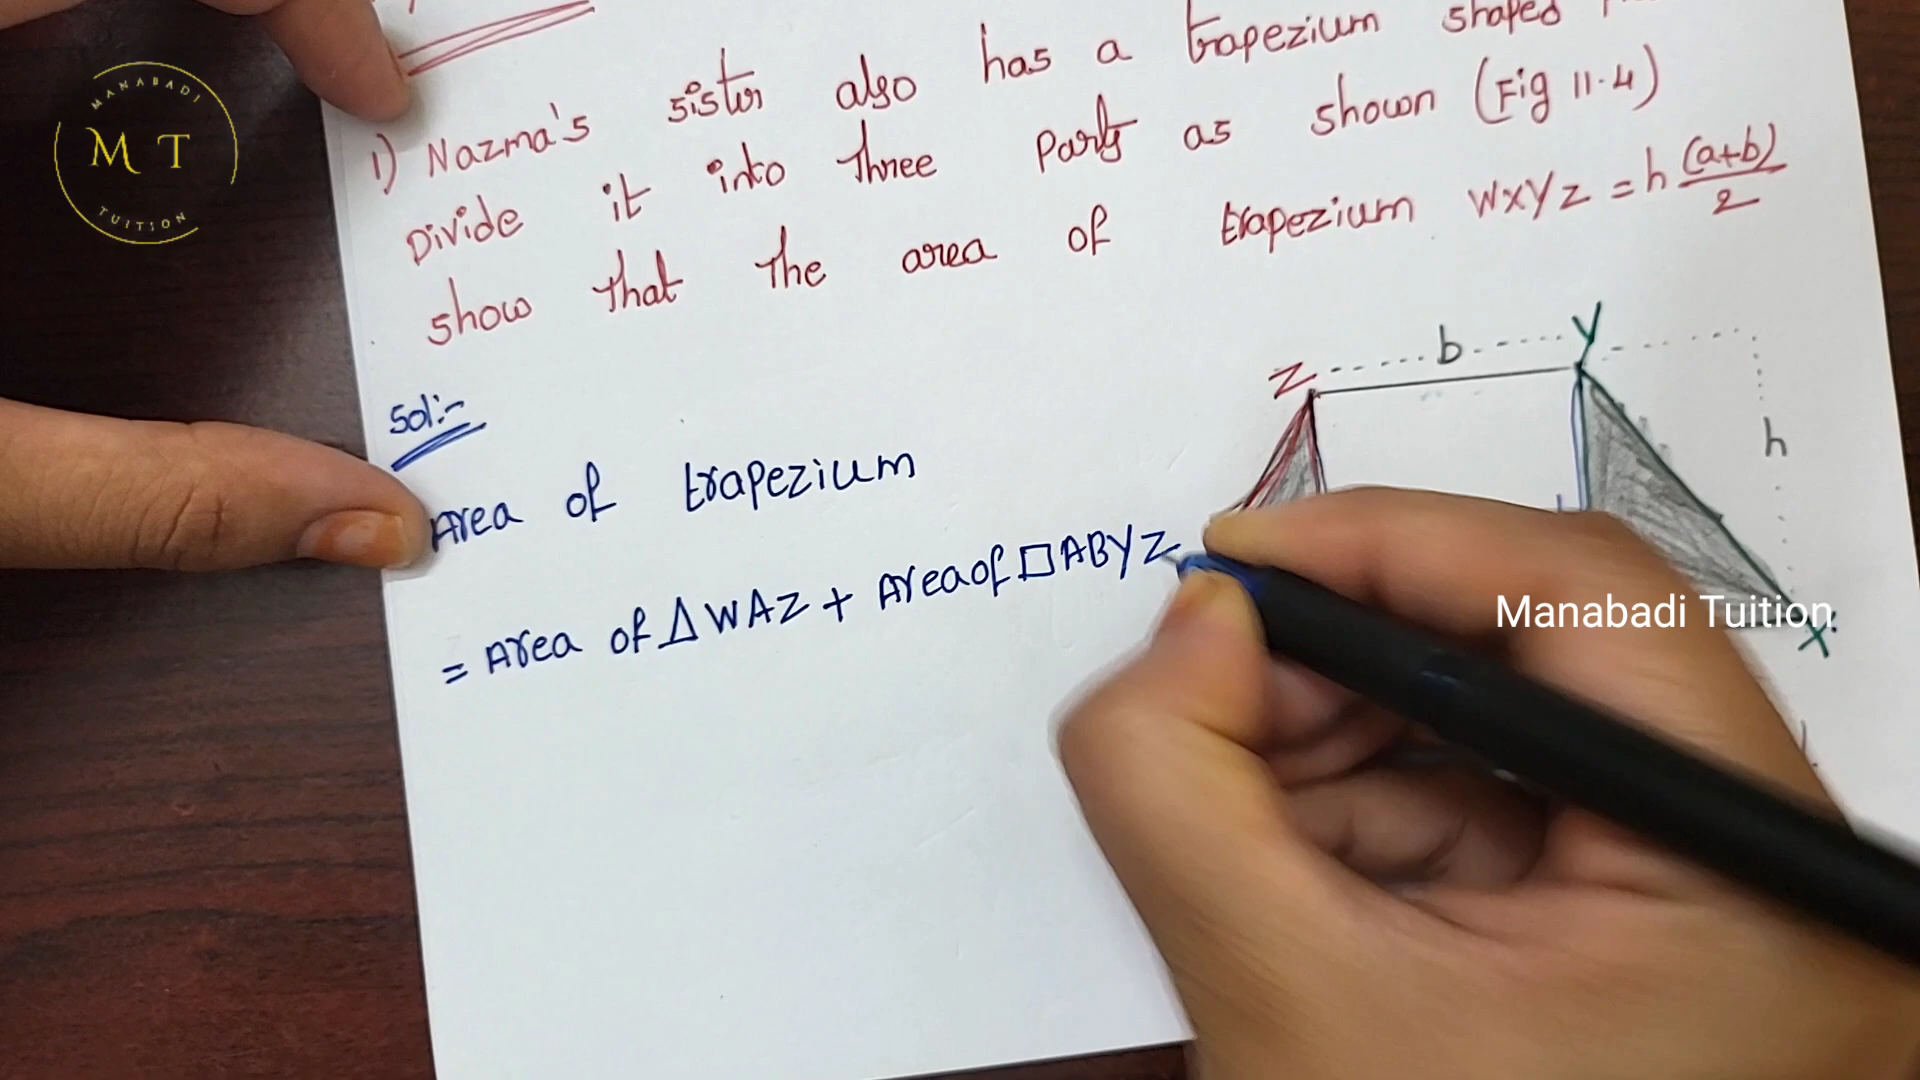 MANABADI
M T
TUITION
1) Nazma's sister also has a trapezium shaped
Divide it into three parts as shown (Fig 11.4)
show that the area of trapezium WXYZ = h (a+b)/2
Sol:-
Area of trapezium
= Area of Δ WAZ + Area of □ ABYZ
Z b Y
h
X
Manabadi Tuition